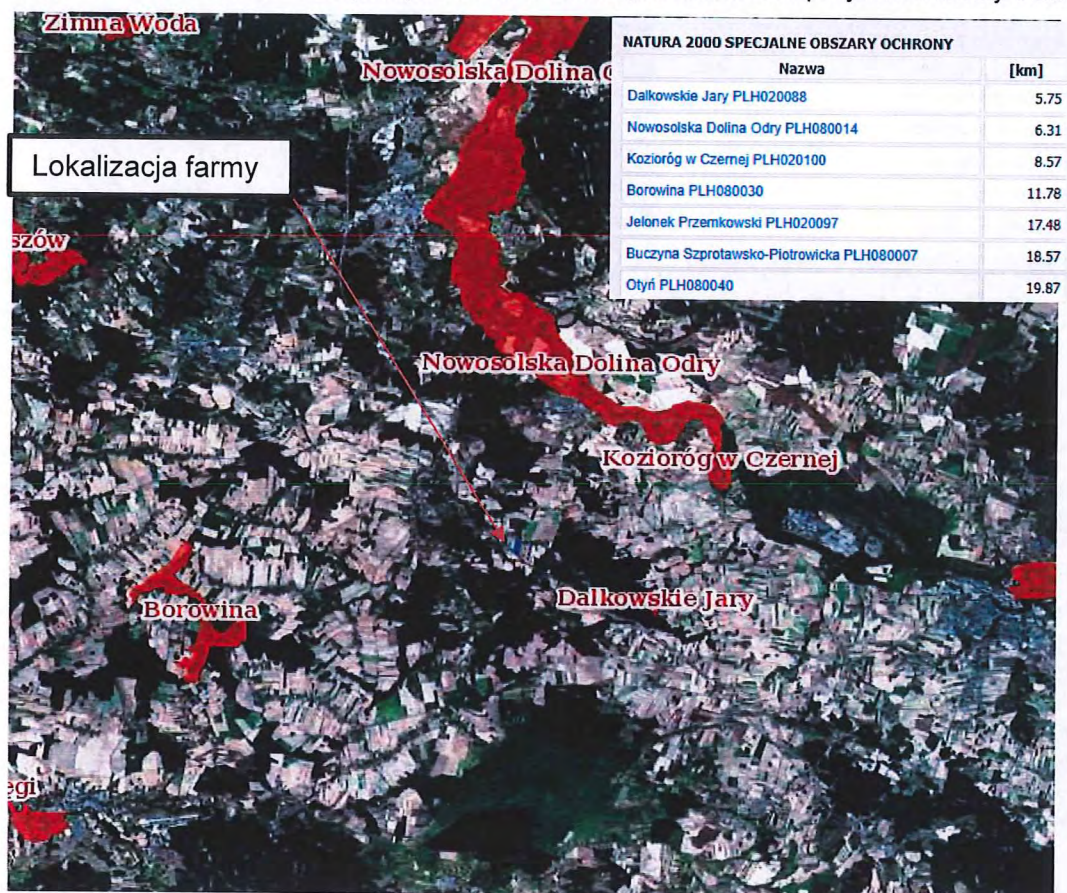 Zimna Woda
Nowosolska Dolina O
NATURA 2000 SPECJALNE OBSZARY OCHRONY
Nazwa [km]
Dalkowskie Jary PLH020088 5.75
Nowosolska Dolina Odry PLH080014 6.31
Kozioróg w Czernej PLH020100 8.57
Borowina PLH080030 11.78
Jelonek Przemkowski PLH020097 17.48
Buczyna Szprotawsko-Piotrowicka PLH080007 18.57
Otyń PLH080040 19.87
Lokalizacja farmy
szów
Nowosolska Dolina Odry
Kozioróg w Czernej
Borowina
Dalkowskie Jary
ęgi